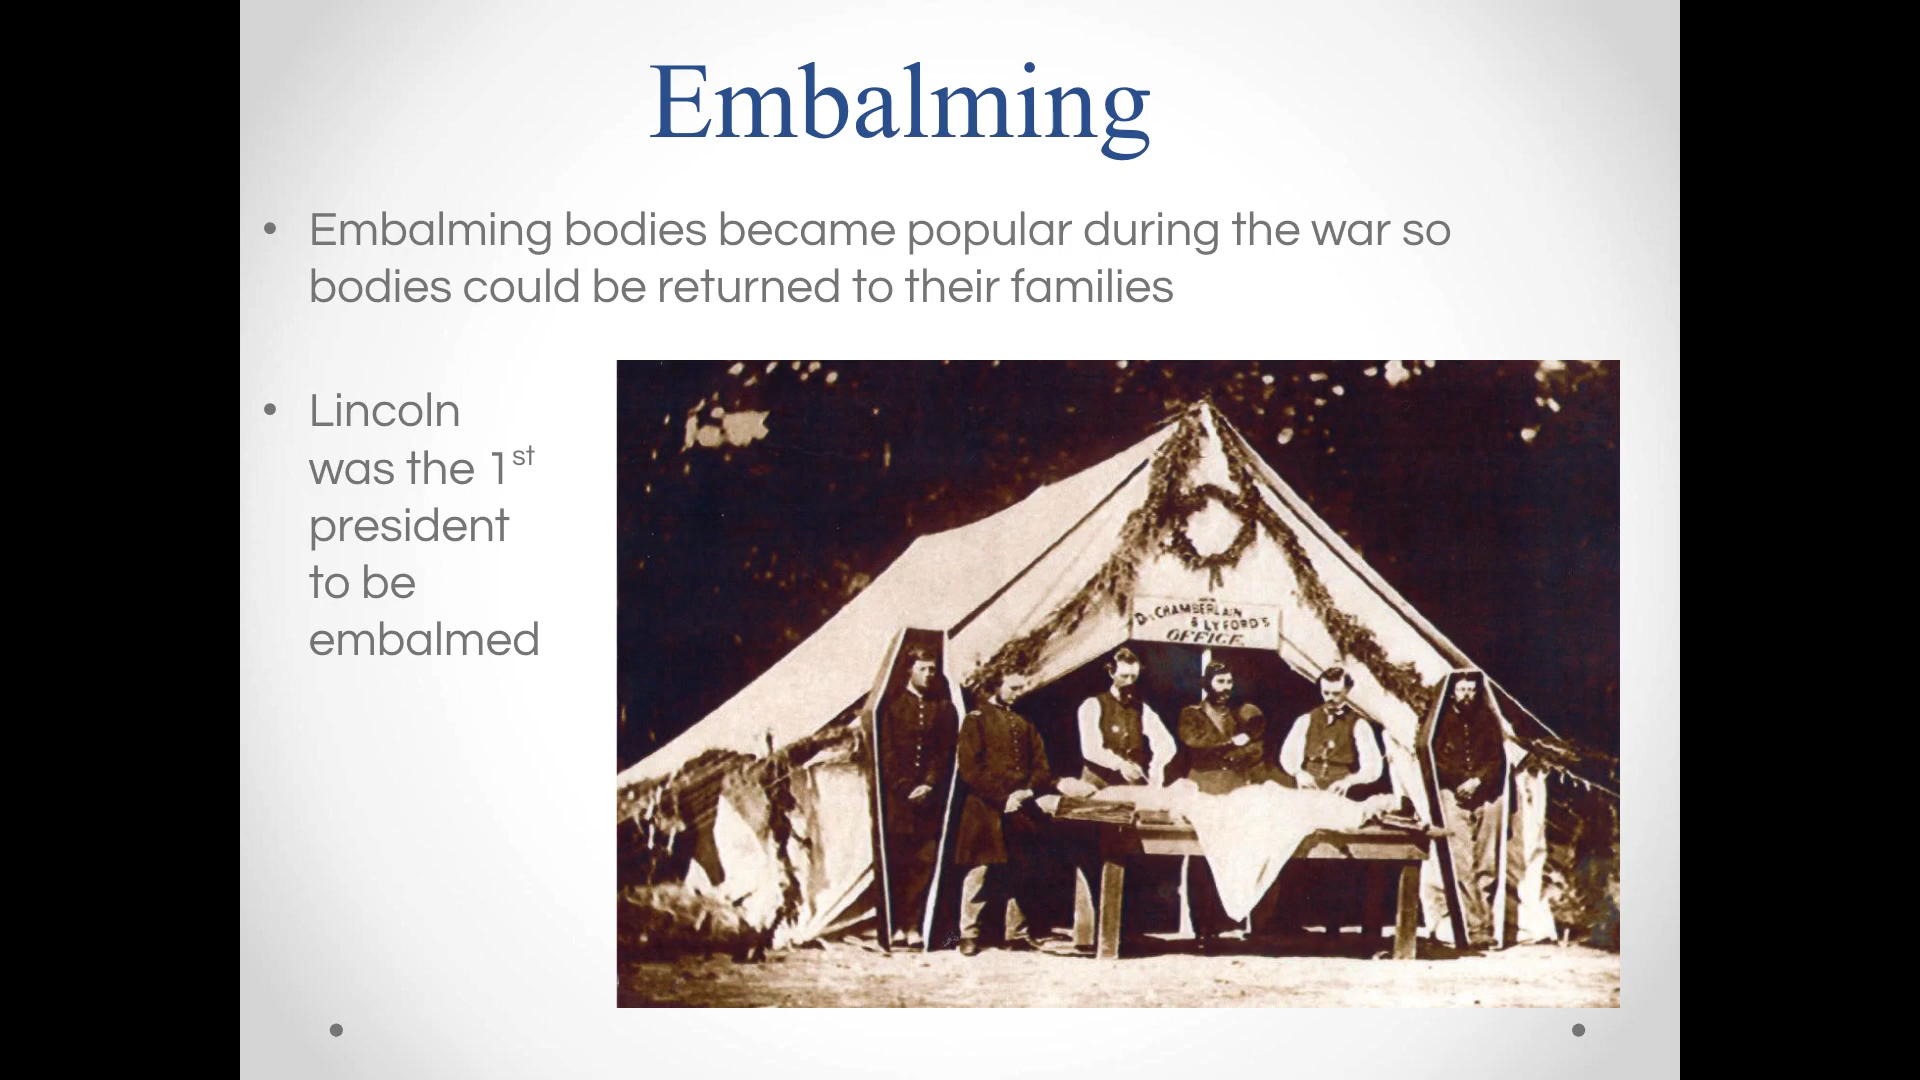 Embalming
• Embalming bodies became popular during the war so
bodies could be returned to their families
• Lincoln
was the 1st
president
to be
embalmed
Dr. CHAMBERLAIN
& LYFORD'S
OFFICE